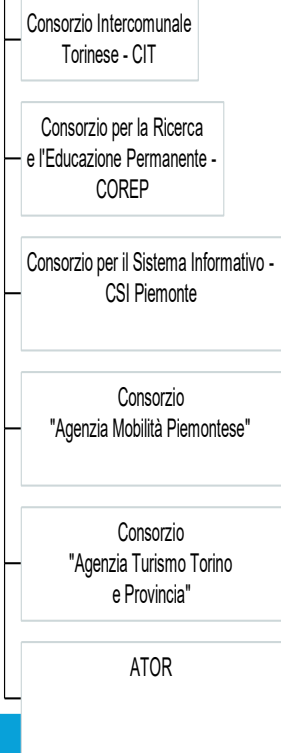 Consorzio Intercomunale
Torinese - CIT
Consorzio per la Ricerca
e l'Educazione Permanente -
COREP
Consorzio per il Sistema Informativo -
CSI Piemonte
Consorzio
"Agenzia Mobilità Piemontese"
Consorzio
"Agenzia Turismo Torino
e Provincia"
ATOR